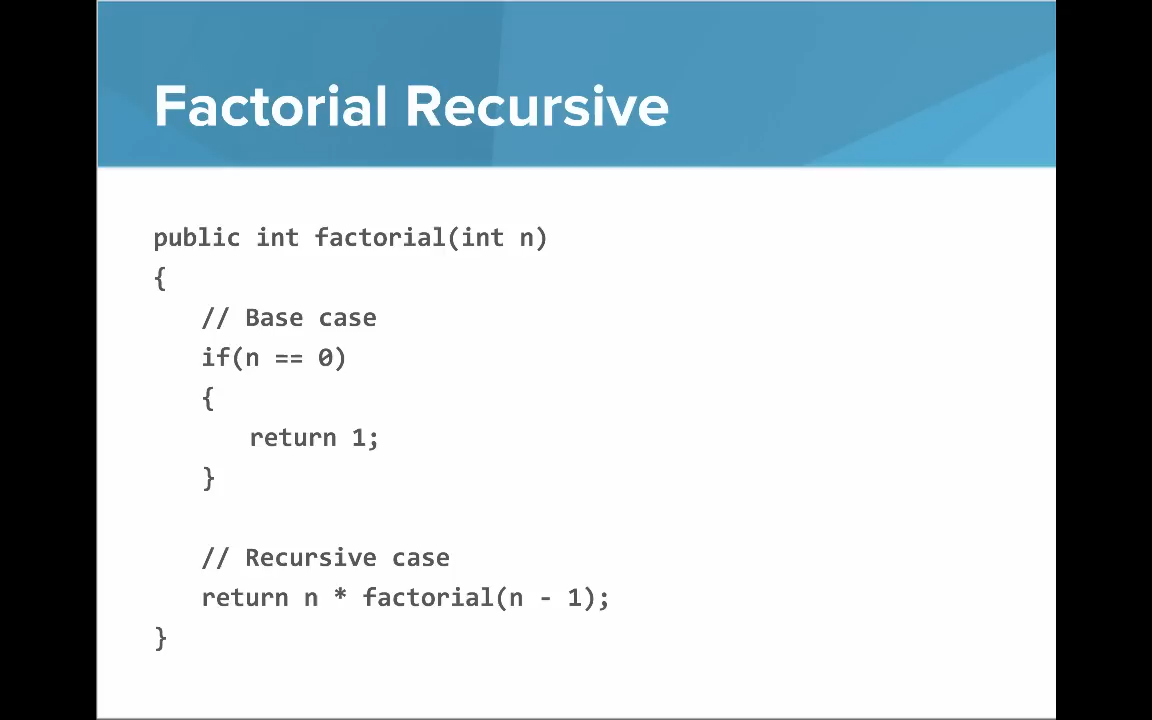 Factorial Recursive
public int factorial(int n)
{
// Base case
if(n == 0)
{
return 1;
}
// Recursive case
return n * factorial(n - 1);
}